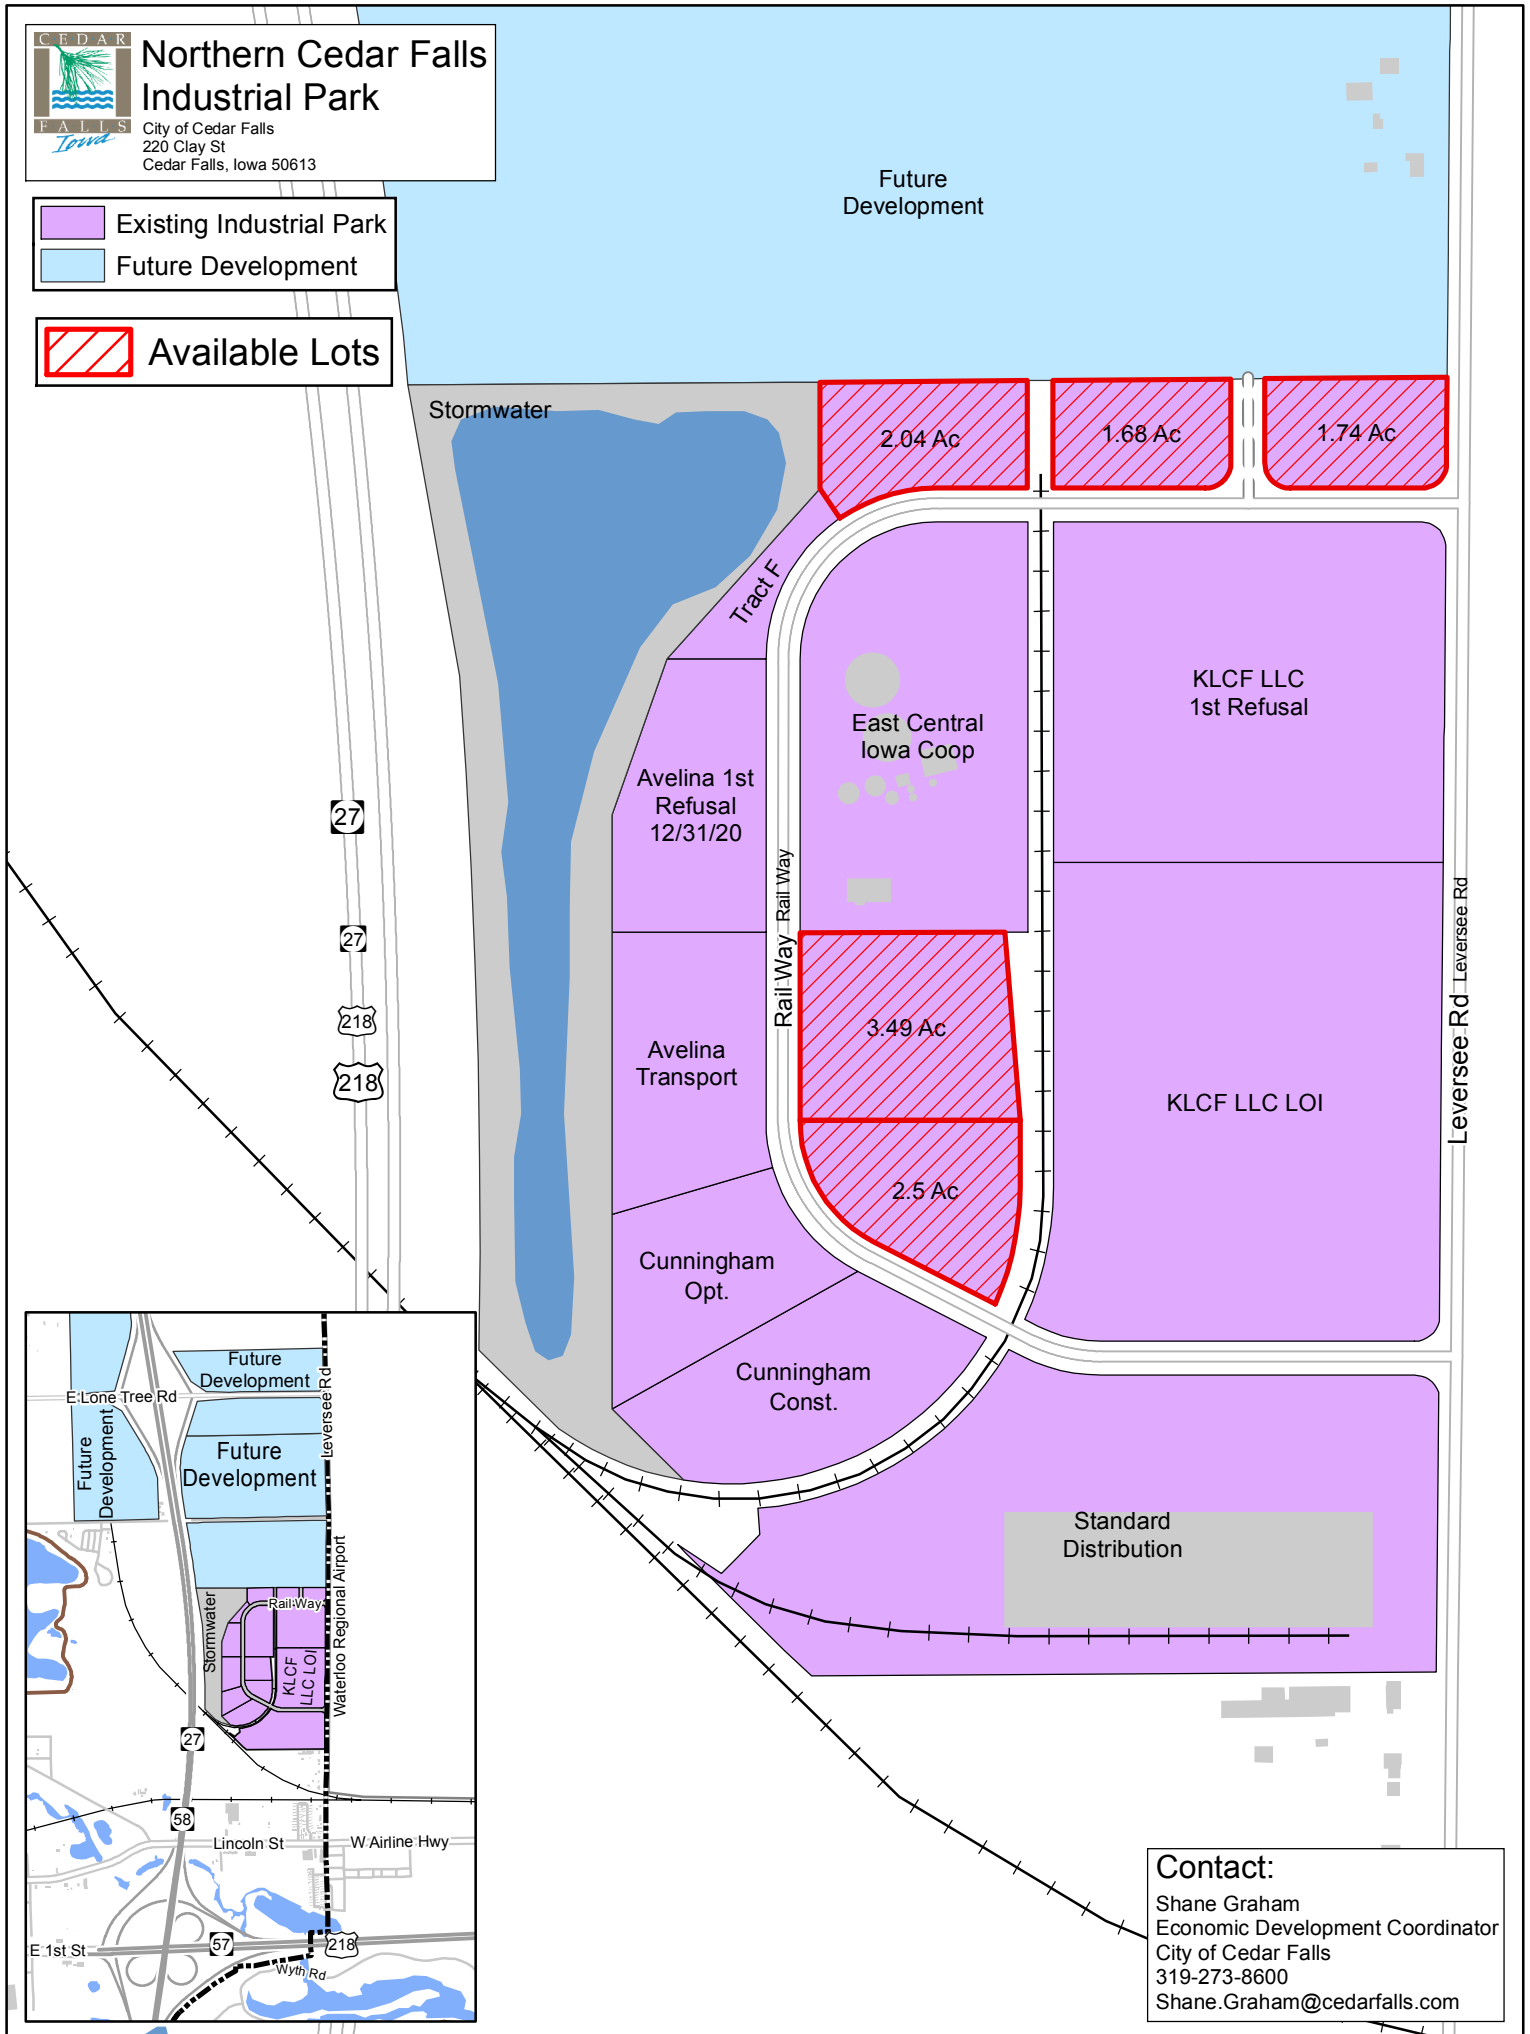 CEDAR
FALLS
Iowa
Northern Cedar Falls
Industrial Park
City of Cedar Falls
220 Clay St
Cedar Falls, Iowa 50613
Existing Industrial Park
Future Development
Available Lots
Future
Development
Stormwater
2.04 Ac
1.68 Ac
1.74 Ac
Tract F
KLCF LLC
1st Refusal
East Central
Iowa Coop
Avelina 1st
Refusal
12/31/20
27
Rail Way
Rail Way
Leversee Rd
Leversee Rd
27
218
218
3.49 Ac
Avelina
Transport
KLCF LLC LOI
2.5 Ac
Cunningham
Opt.
Cunningham
Const.
Standard
Distribution
Future
Development
E Lone Tree Rd
Leversee Rd
Future
Development
Future
Development
Waterloo Regional Airport
Stormwater
Rail Way
KLCF
LLC LOI
27
58
Lincoln St
W Airline Hwy
E 1st St
57
218
Wyth Rd
Contact:
Shane Graham
Economic Development Coordinator
City of Cedar Falls
319-273-8600
Shane.Graham@cedarfalls.com